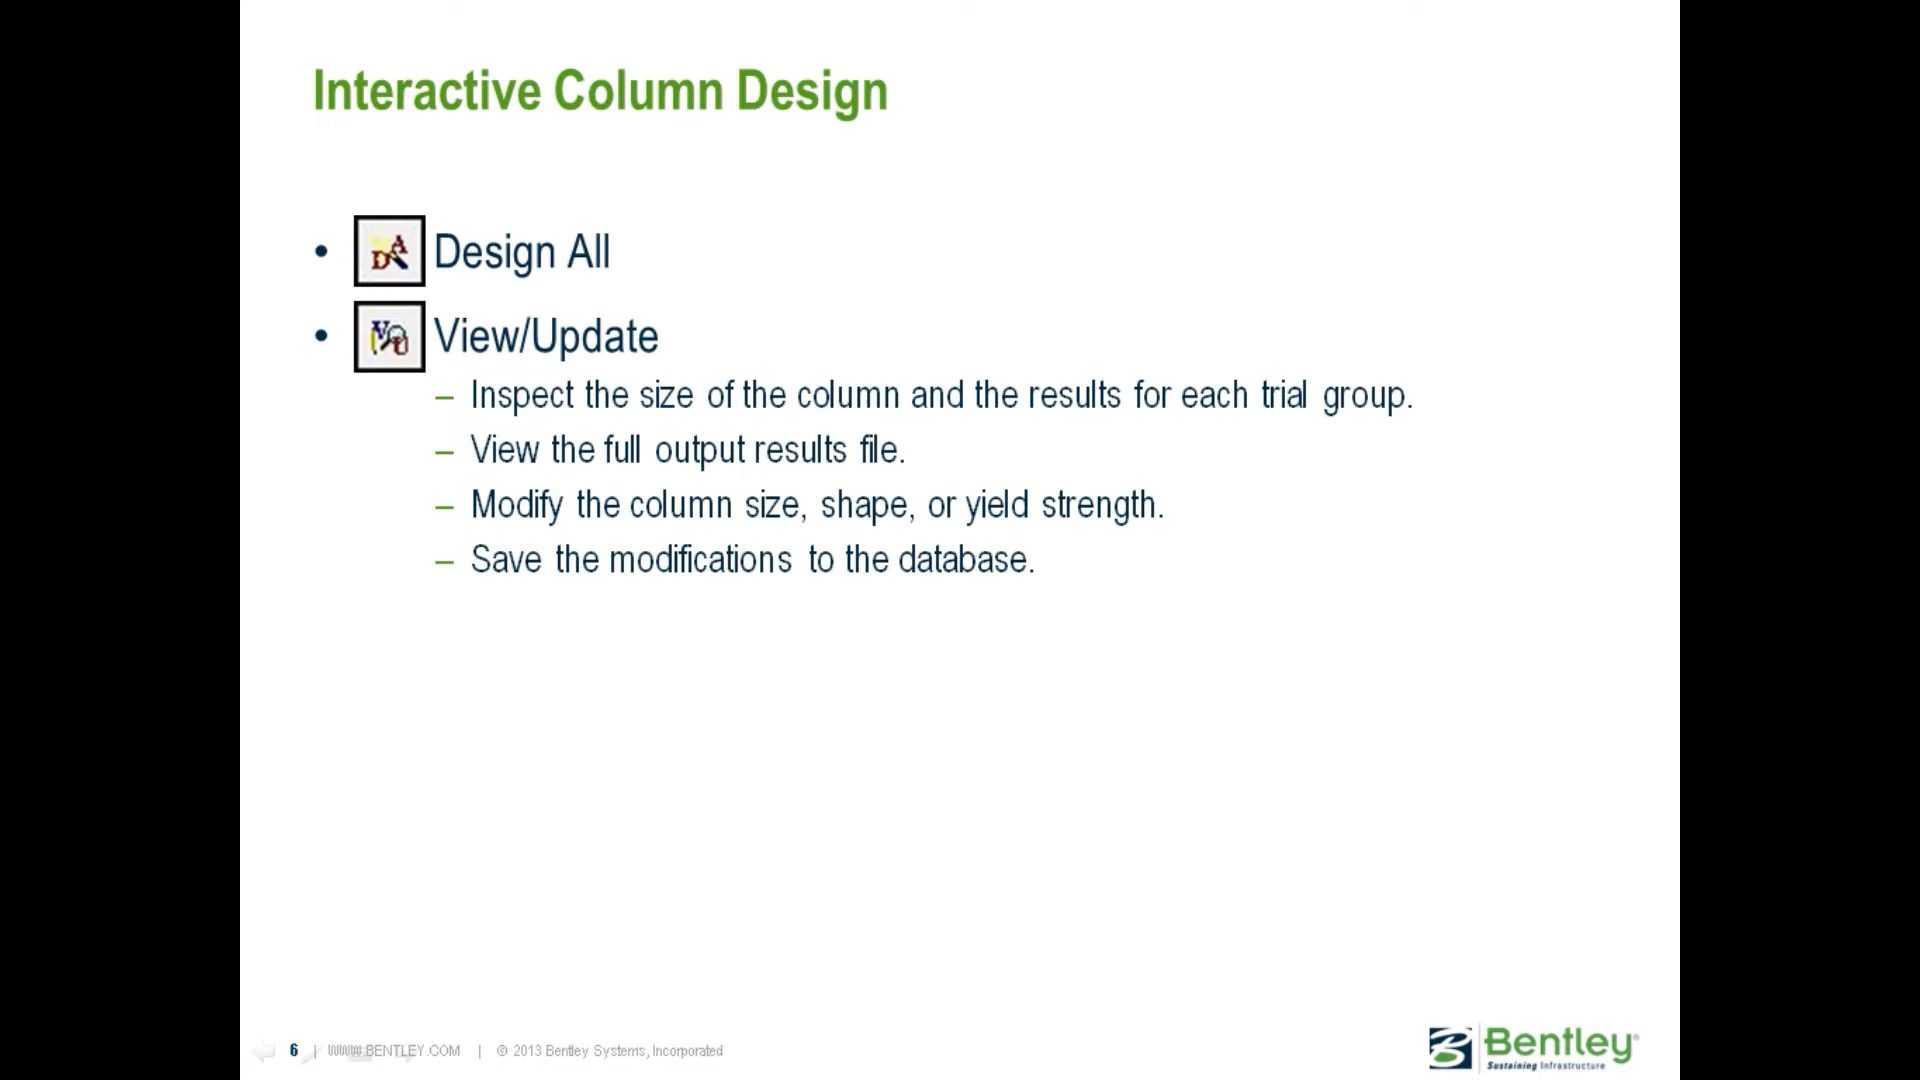 Interactive Column Design
• DA Design All
• VU View/Update
– Inspect the size of the column and the results for each trial group.
– View the full output results file.
– Modify the column size, shape, or yield strength.
– Save the modifications to the database.
6 | WWW.BENTLEY.COM | © 2013 Bentley Systems, Incorporated
Bentley®
Sustaining Infrastructure